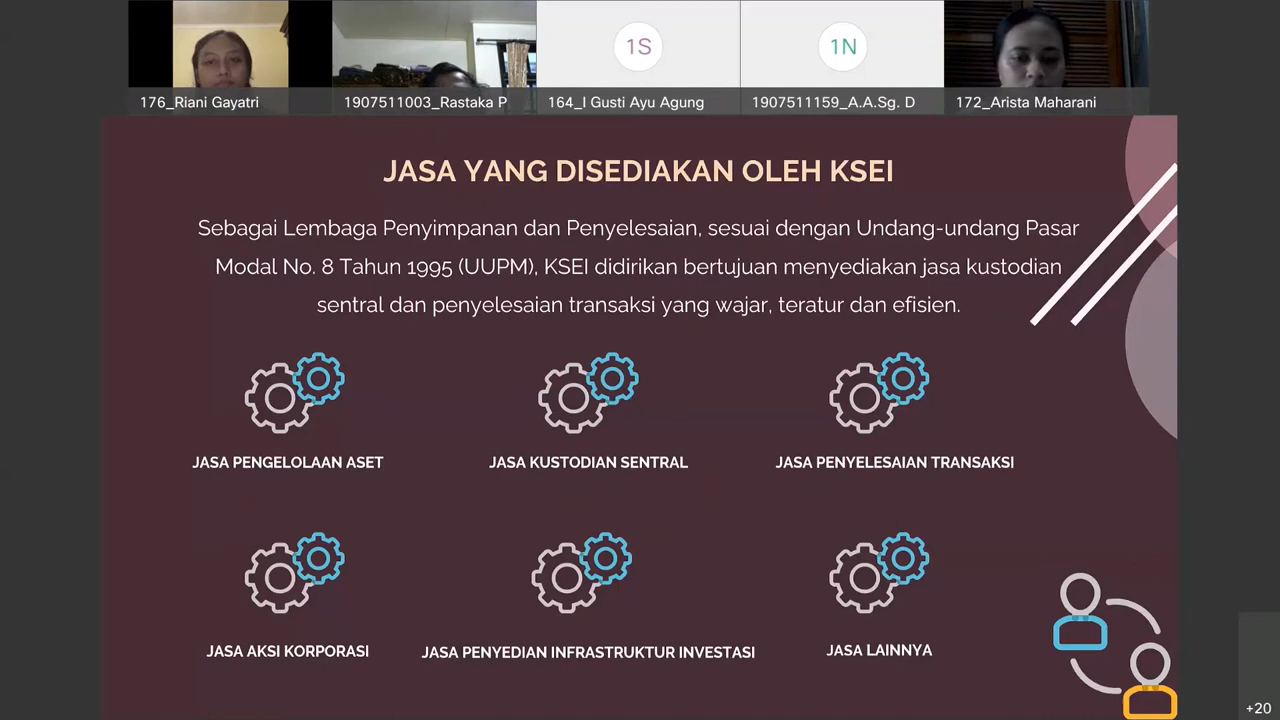 1S
1N
176_Riani Gayatri
1907511003_Rastaka P
164_I Gusti Ayu Agung
1907511159_A.A.Sg. D
172_Arista Maharani
JASA YANG DISEDIAKAN OLEH KSEI
Sebagai Lembaga Penyimpanan dan Penyelesaian, sesuai dengan Undang-undang Pasar
Modal No. 8 Tahun 1995 (UUPM), KSEI didirikan bertujuan menyediakan jasa kustodian
sentral dan penyelesaian transaksi yang wajar, teratur dan efisien.
JASA PENGELOLAAN ASET
JASA KUSTODIAN SENTRAL
JASA PENYELESAIAN TRANSAKSI
JASA AKSI KORPORASI
JASA PENYEDIAN INFRASTRUKTUR INVESTASI
JASA LAINNYA
+20